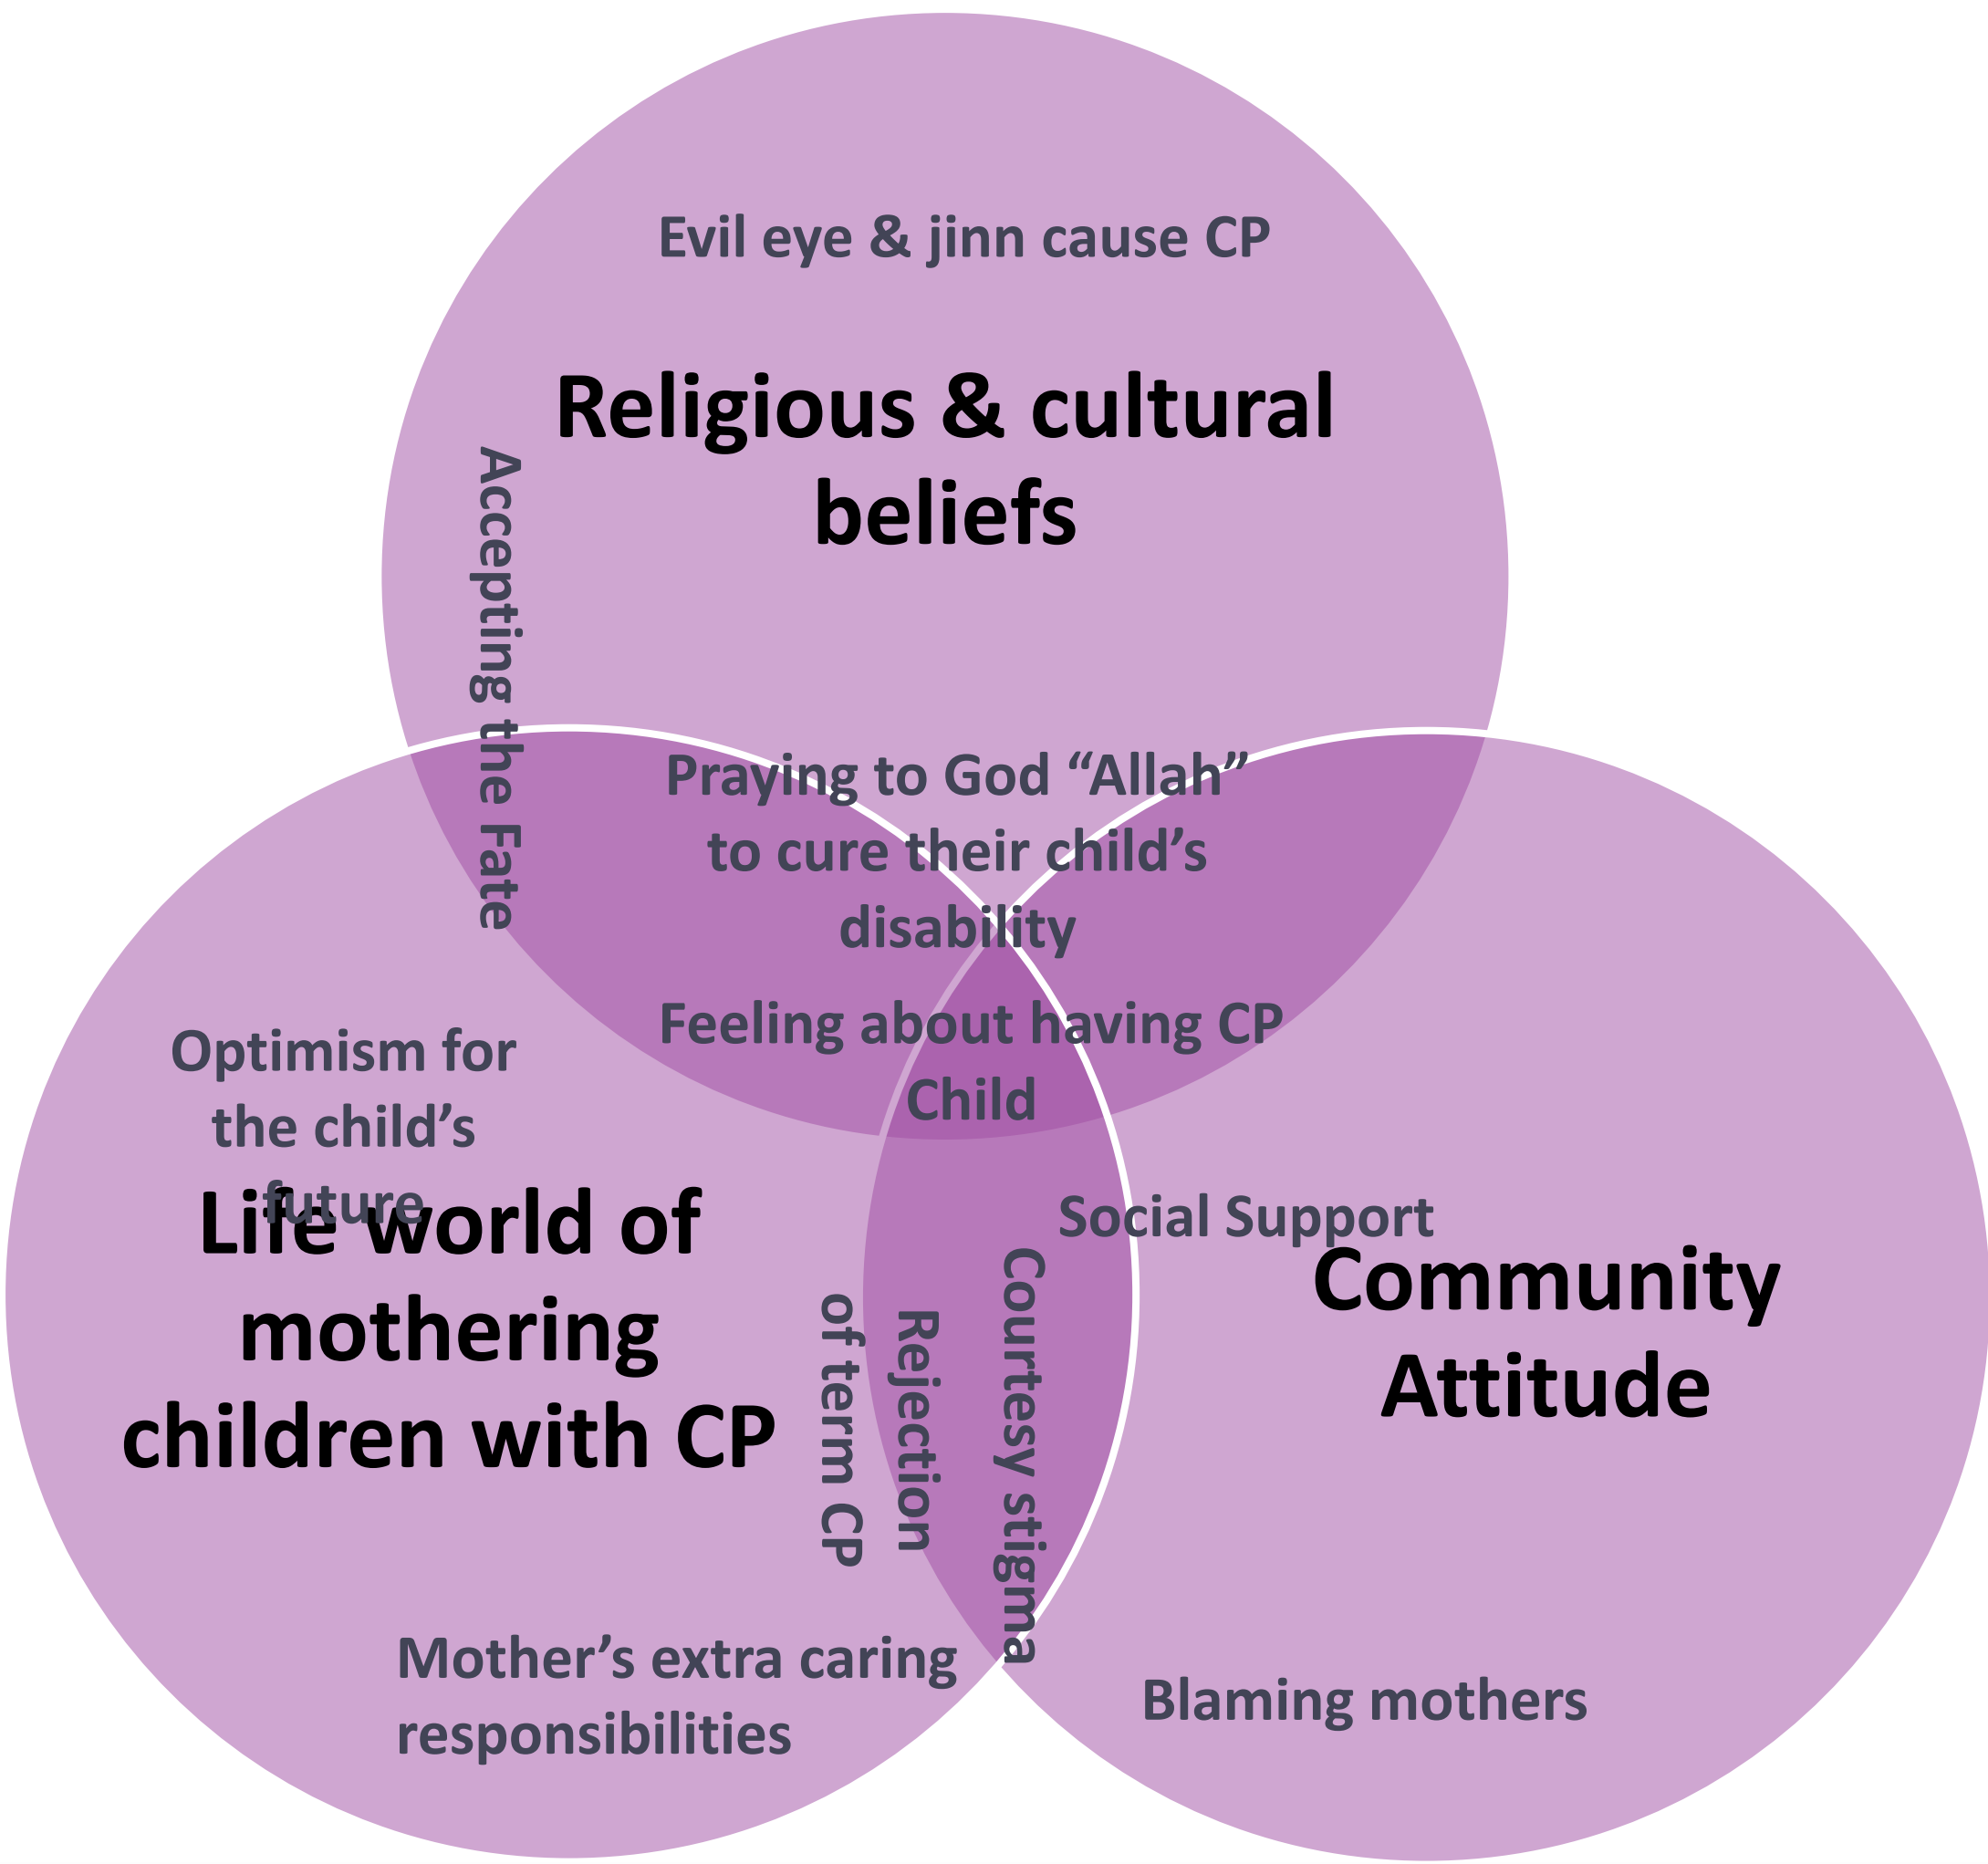 Evil eye & jinn cause CP
Religious & cultural
beliefs
Accepting the Fate
Praying to God “Allah”
to cure their child’s
disability
Feeling about having CP
Child
Optimism for
the child’s
future
Life-world of
mothering
children with CP
Social Support
Community
Attitude
Rejection
of term CP
Courtesy stigma
Mother’s extra caring
responsibilities
Blaming mothers